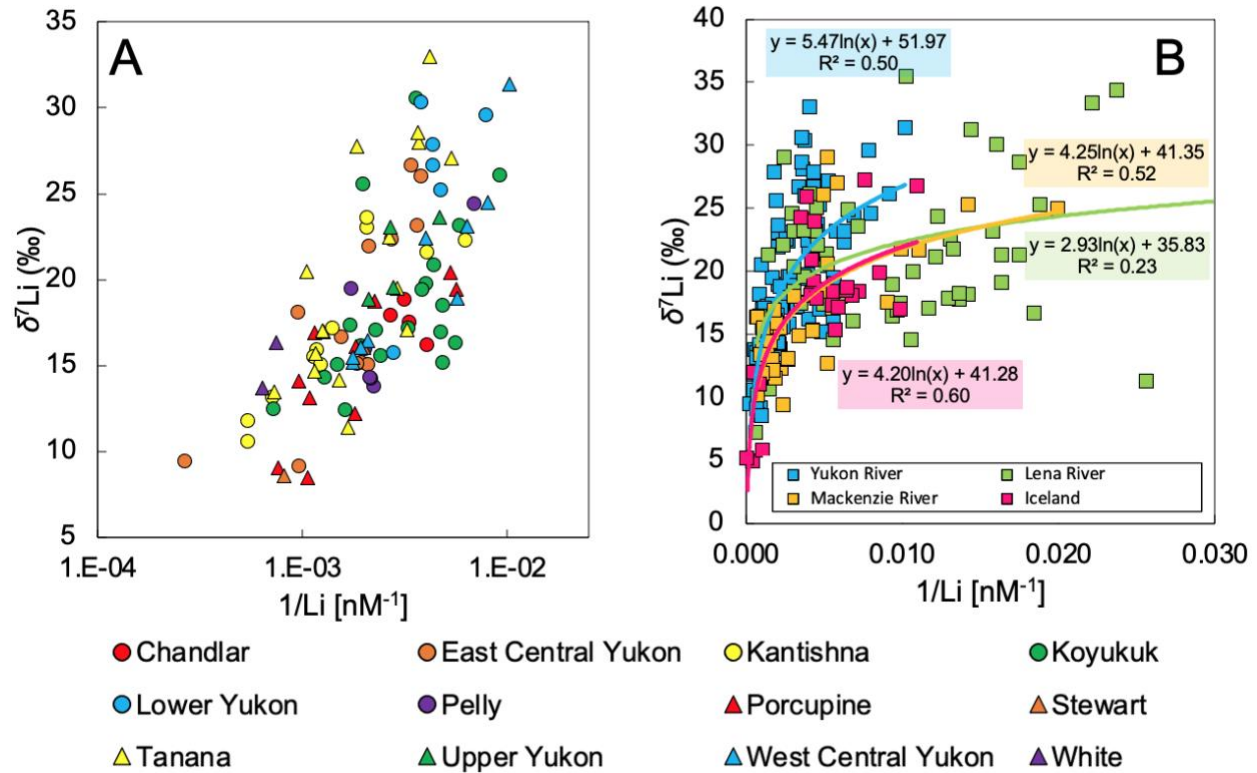 A
δ⁷Li (‰)
35
30
25
20
15
10
5
1.E-04
1.E-03
1.E-02
1/Li [nM⁻¹]
B
δ⁷Li (‰)
40
35
30
25
20
15
10
5
0
y = 5.47ln(x) + 51.97
R² = 0.50
y = 4.25ln(x) + 41.35
R² = 0.52
y = 2.93ln(x) + 35.83
R² = 0.23
y = 4.20ln(x) + 41.28
R² = 0.60
Yukon River
Lena River
Mackenzie River
Iceland
0.000
0.010
0.020
0.030
1/Li [nM⁻¹]
Chandlar
East Central Yukon
Kantishna
Koyukuk
Lower Yukon
Pelly
Porcupine
Stewart
Tanana
Upper Yukon
West Central Yukon
White